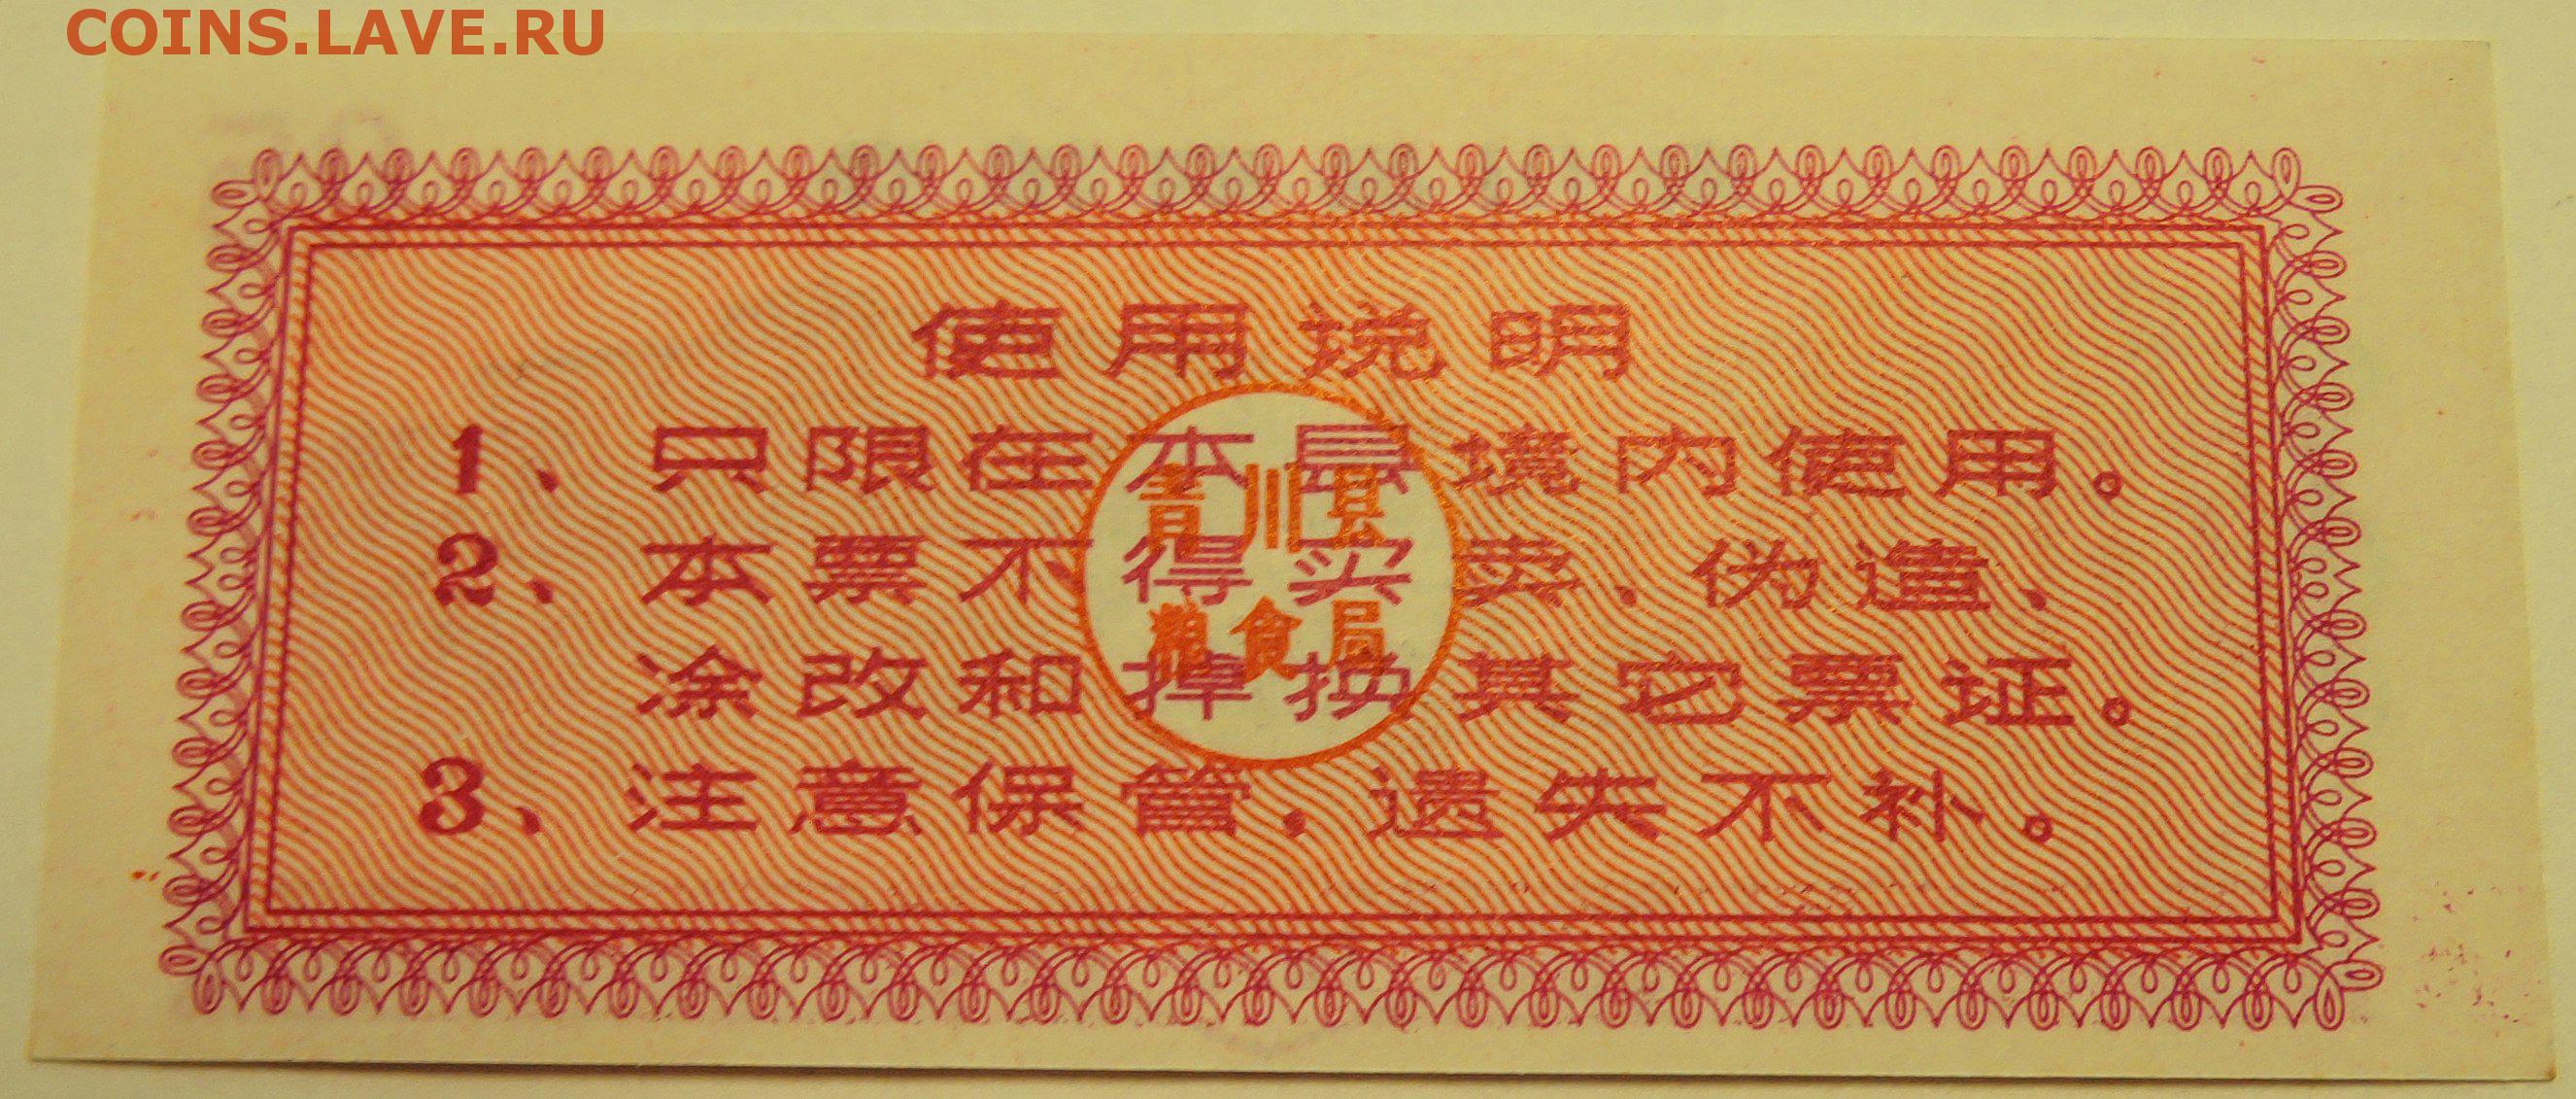 COINS.LAVE.RU
使用说明
1、只限在本县境内使用。
青川县
2、本票不得买卖、伪造、
粮食局
涂改和掉换其它票证。
3、注意保管，遗失不补。